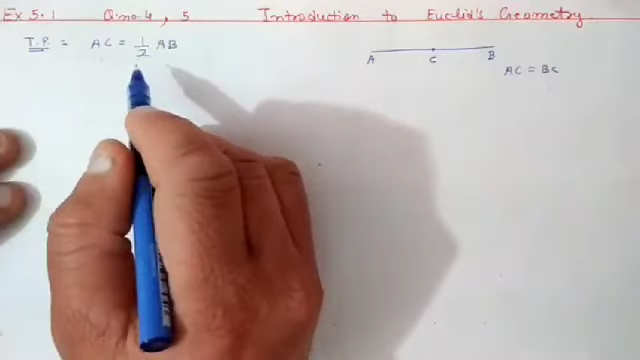 Ex 5.1 Q.no. 4, 5 Introduction to Euclid's Geometry
T.P. : AC = 1/2 AB
A C B
AC = BC